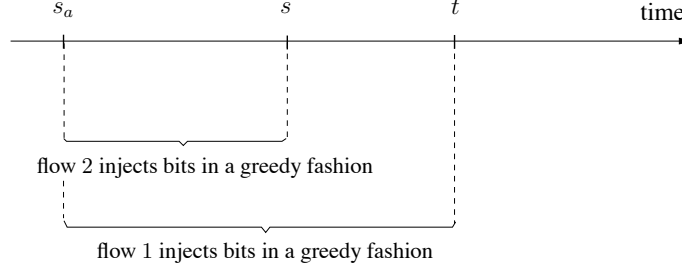 s_a s t time
flow 2 injects bits in a greedy fashion
flow 1 injects bits in a greedy fashion